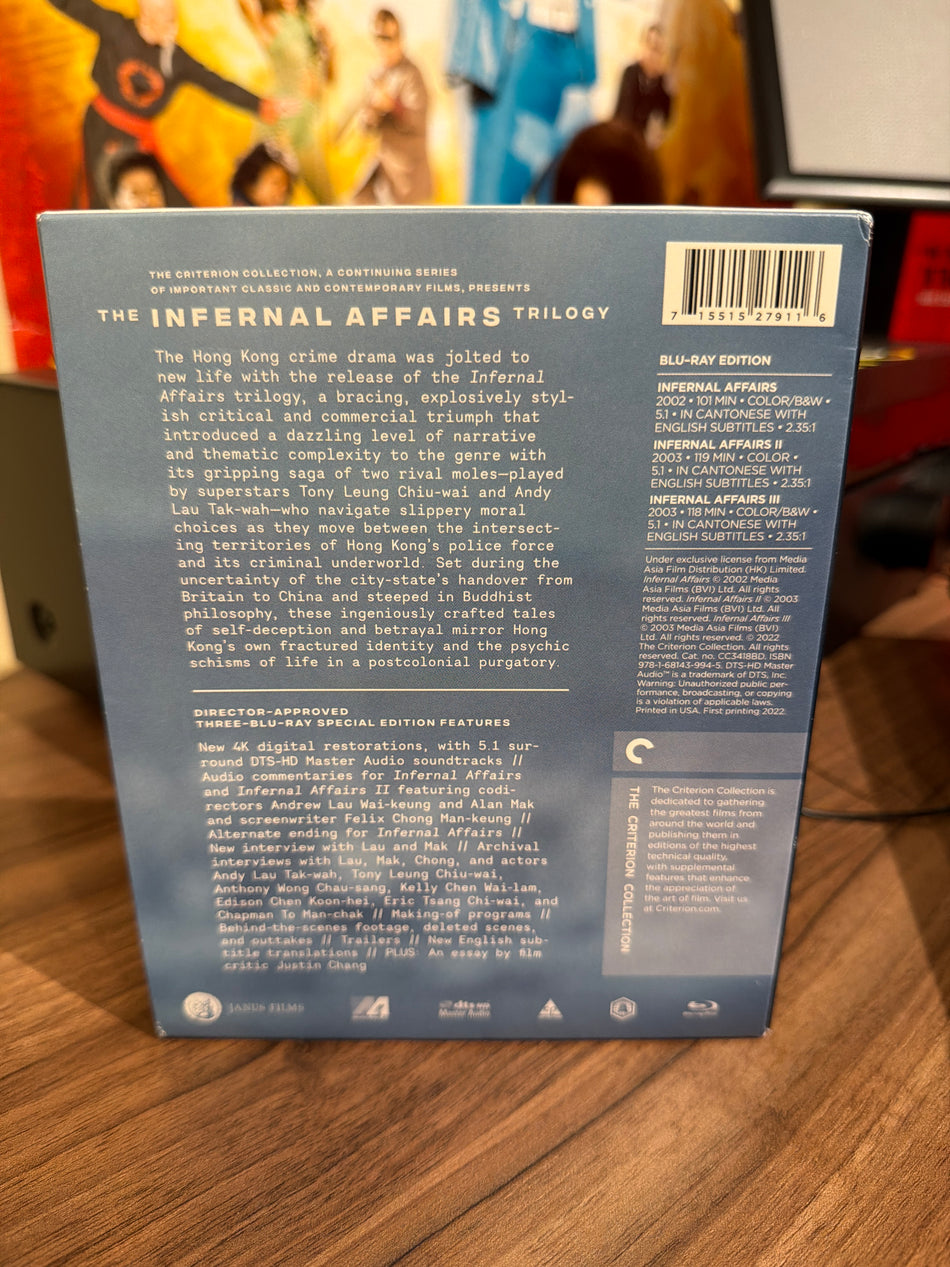 THE CRITERION COLLECTION, A CONTINUING SERIES
OF IMPORTANT CLASSIC AND CONTEMPORARY FILMS, PRESENTS
THE INFERNAL AFFAIRS TRILOGY
The Hong Kong crime drama was jolted to
new life with the release of the Infernal
Affairs trilogy, a bracing, explosively styl-
ish critical and commercial triumph that
introduced a dazzling level of narrative
and thematic complexity to the genre with
its gripping saga of two rival moles—played
by superstars Tony Leung Chiu-wai and Andy
Lau Tak-wah—who navigate slippery moral
choices as they move between the intersect-
ing territories of Hong Kong's police force
and its criminal underworld. Set during the
uncertainty of the city-state's handover from
Britain to China and steeped in Buddhist
philosophy, these ingeniously crafted tales
of self-deception and betrayal mirror Hong
Kong's own fractured identity and the psychic
schisms of life in a postcolonial purgatory.
DIRECTOR-APPROVED
THREE-BLU-RAY SPECIAL EDITION FEATURES
New 4K digital restorations, with 5.1 sur-
round DTS-HD Master Audio soundtracks //
Audio commentaries for Infernal Affairs
and Infernal Affairs II featuring codi-
rectors Andrew Lau Wai-keung and Alan Mak
and screenwriter Felix Chong Man-keung //
Alternate ending for Infernal Affairs //
New interview with Lau and Mak // Archival
interviews with Lau, Mak, Chong, and actors
Andy Lau Tak-wah, Tony Leung Chiu-wai,
Anthony Wong Chau-sang, Kelly Chen Wai-lam,
Edison Chen Koon-hei, Eric Tsang Chi-wai, and
Chapman To Man-chak // Making-of programs //
Behind-the-scenes footage, deleted scenes,
and outtakes // Trailers // New English sub-
title translations // PLUS: An essay by film
critic Justin Chang
7 15515 27911 6
BLU-RAY EDITION
INFERNAL AFFAIRS
2002 • 101 MIN • COLOR/B&W •
5.1 • IN CANTONESE WITH
ENGLISH SUBTITLES • 2.35:1
INFERNAL AFFAIRS II
2003 • 119 MIN • COLOR •
5.1 • IN CANTONESE WITH
ENGLISH SUBTITLES • 2.35:1
INFERNAL AFFAIRS III
2003 • 118 MIN • COLOR/B&W •
5.1 • IN CANTONESE WITH
ENGLISH SUBTITLES • 2.35:1
Under exclusive license from Media
Asia Film Distribution (HK) Limited.
Infernal Affairs © 2002 Media
Asia Films (BVI) Ltd. All rights
reserved. Infernal Affairs II © 2003
Media Asia Films (BVI) Ltd. All
rights reserved. Infernal Affairs III
© 2003 Media Asia Films (BVI)
Ltd. All rights reserved. © 2022
The Criterion Collection. All rights
reserved. Cat. no. CC3418BD. ISBN:
978-1-68143-994-5. DTS-HD Master
Audio™ is a trademark of DTS, Inc.
Warning: Unauthorized public per-
formance, broadcasting, or copying
is a violation of applicable laws.
Printed in USA. First printing 2022.
THE CRITERION COLLECTION
The Criterion Collection is
dedicated to gathering
the greatest films from
around the world and
publishing them in
editions of the highest
technical quality,
with supplemental
features that enhance
the appreciation of
the art of film. Visit us
at Criterion.com.
JANUS FILMS
dts-HD
Master Audio